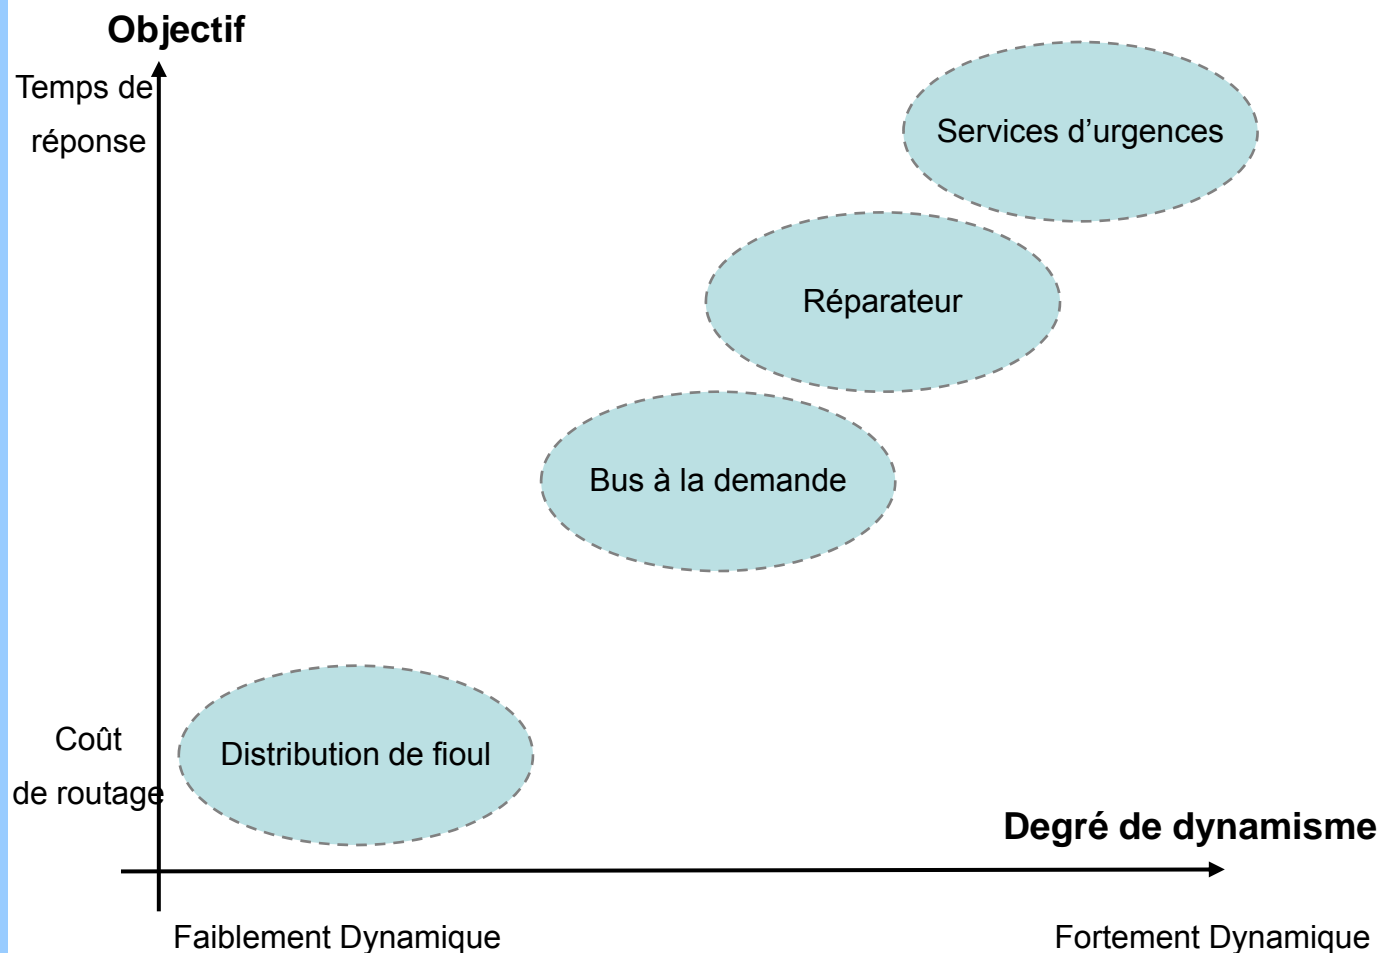 Objectif
Temps de
réponse
Services d’urgences
Réparateur
Bus à la demande
Coût
de routage
Distribution de fioul
Degré de dynamisme
Faiblement Dynamique
Fortement Dynamique